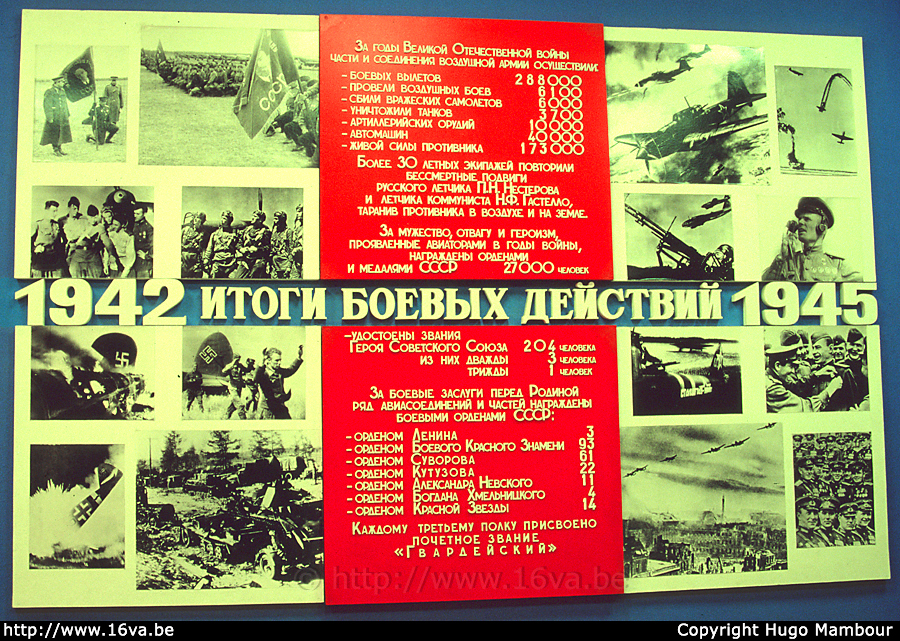 За годы Великой Отечественной войны
части и соединения воздушной армии осуществили:
– боевых вылетов 288000
– провели воздушных боев 6100
– сбили вражеских самолетов 6000
– уничтожили танков 3700
– артиллерийских орудий 10000
– автомашин 40000
– живой силы противника 173000
Более 30 летных экипажей повторили
бессмертные подвиги
русского летчика П.Н. Нестерова
и летчика коммуниста Н.Ф. Гастелло,
таранив противника в воздухе и на земле.
За мужество, отвагу и героизм,
проявленные авиаторами в годы войны,
награждены орденами
и медалями СССР 27000 человек
1942 ИТОГИ БОЕВЫХ ДЕЙСТВИЙ 1945
–удостоены звания
Героя Советского Союза 204 человека
из них дважды 3 человека
трижды 1 человек
За боевые заслуги перед Родиной
ряд авиасоединений и частей награждены
боевыми орденами СССР:
– орденом Ленина 3
– орденом Боевого Красного Знамени 93
– орденом Суворова 61
– орденом Кутузова 22
– орденом Александра Невского 11
– орденом Богдана Хмельницкого 4
– орденом Красной Звезды 14
Каждому третьему полку присвоено
почетное звание
«Гвардейский»
© http://www.16va.be
http://www.16va.be
Copyright Hugo Mambour